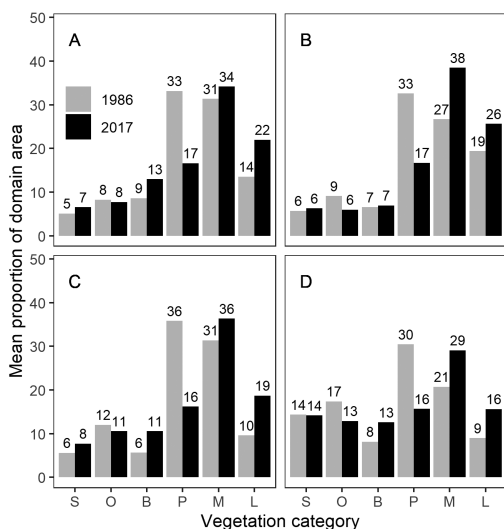 Mean proportion of domain area
50
40
30
20
10
0
A
1986
2017
5 7 8 8 9 13 33 17 31 34 14 22
B
6 6 9 6 7 7 33 17 27 38 19 26
50
40
30
20
10
0
C
6 8 12 11 6 11 36 16 31 36 10 19
D
14 14 17 13 8 13 30 16 21 29 9 16
S O B P M L
S O B P M L
Vegetation category